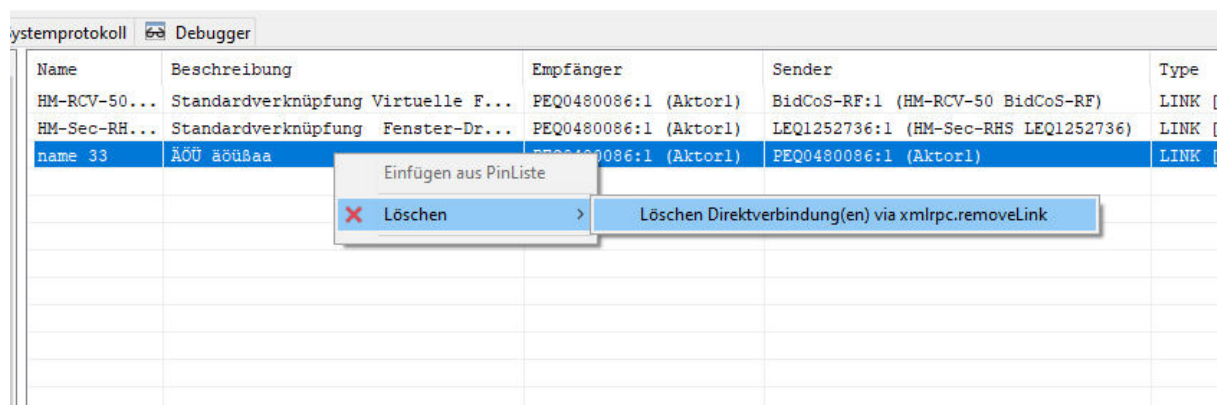 ystemprotokoll Debugger
Name Beschreibung Empfänger Sender Type
HM-RCV-50... Standardverknüpfung Virtuelle F... PEQ0480086:1 (Aktor1) BidCoS-RF:1 (HM-RCV-50 BidCoS-RF) LINK [
HM-Sec-RH... Standardverknüpfung Fenster-Dr... PEQ0480086:1 (Aktor1) LEQ1252736:1 (HM-Sec-RHS LEQ1252736) LINK [
name 33 ÄÖÜ äöüßaa PEQ0480086:1 (Aktor1) PEQ0480086:1 (Aktor1) LINK [
Einfügen aus PinListe
Löschen > Löschen Direktverbindung(en) via xmlrpc.removeLink